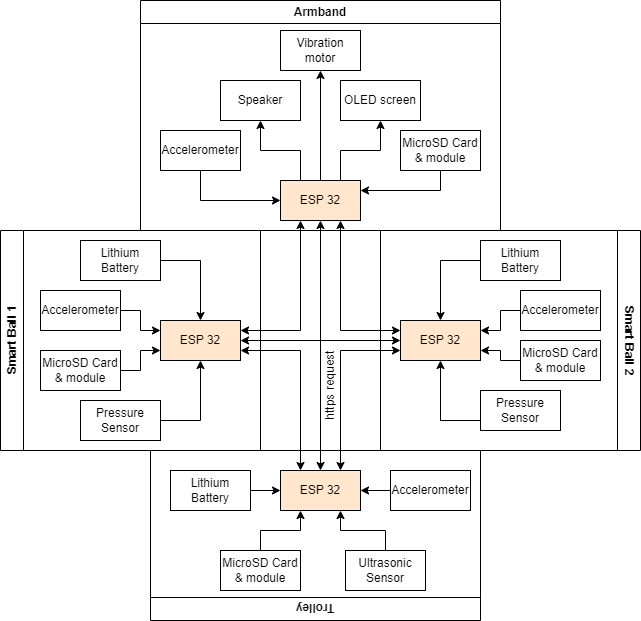 Armband
Vibration
motor
Speaker
OLED screen
Accelerometer
MicroSD Card
& module
ESP 32
Smart Ball 1
Lithium
Battery
Accelerometer
ESP 32
MicroSD Card
& module
Pressure
Sensor
https request
Lithium
Battery
Accelerometer
ESP 32
MicroSD Card
& module
Pressure
Sensor
Smart Ball 2
Lithium
Battery
ESP 32
Accelerometer
MicroSD Card
& module
Ultrasonic
Sensor
Trolley